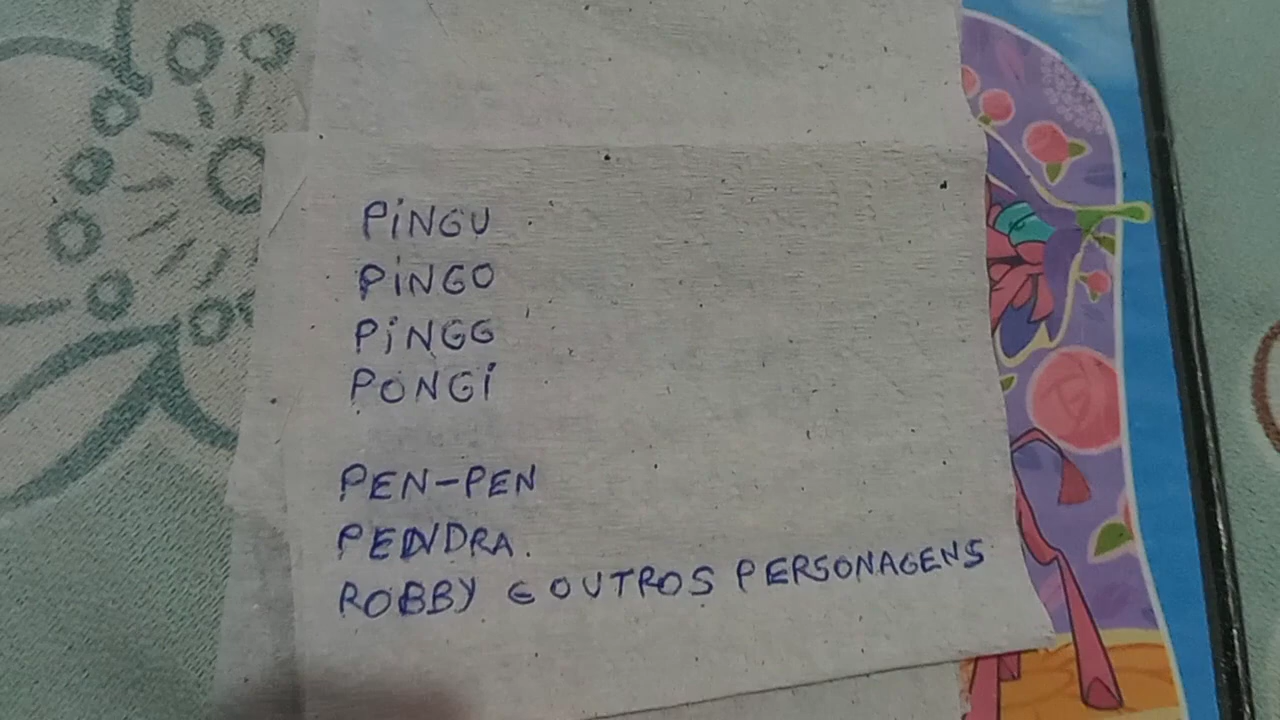 PiNGU
PiNGO
PiNGG
PONGi
PEN-PEN
PENDRA.
ROBBY E OUTROS PERSONAGENS